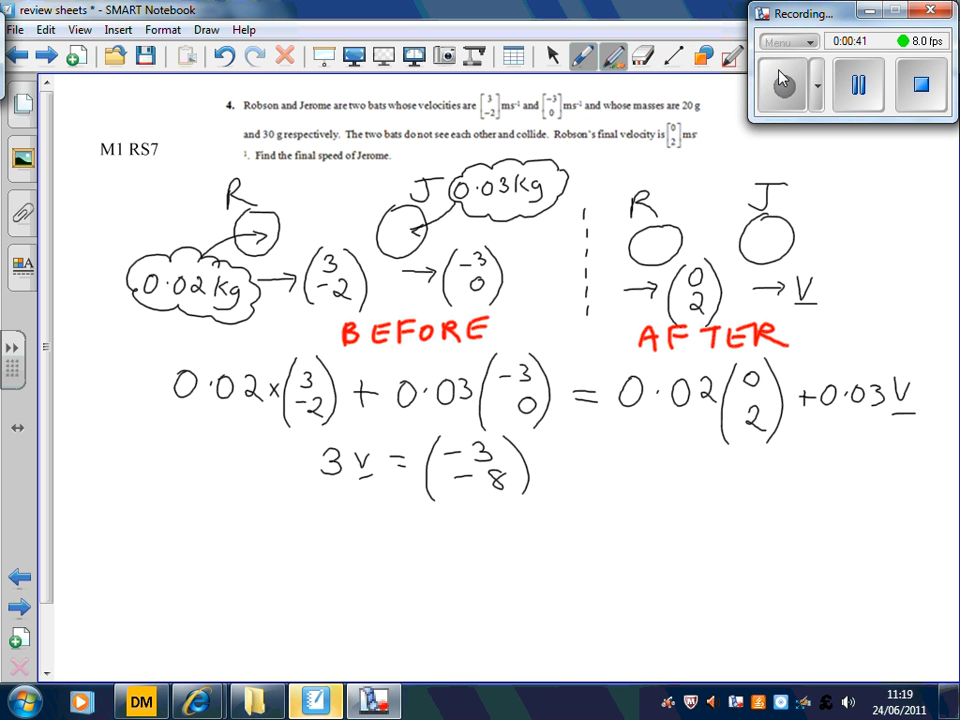 review sheets * - SMART Notebook
File Edit View Insert Format Draw Help
Recording...
Menu 0:00:41 8.0 fps
4. Robson and Jerome are two bats whose velocities are [3 -2] ms⁻¹ and [-3 0] ms⁻¹ and whose masses are 20 g
and 30 g respectively. The two bats do not see each other and collide. Robson's final velocity is [0 2] ms⁻
¹. Find the final speed of Jerome.
M1 RS7
R J 0.03kg R J
0.02kg → (3 -2) → (-3 0) → (0 2) → V
BEFORE AFTER
0.02 × (3 -2) + 0.03 (-3 0) = 0.02 (0 2) + 0.03 V
3 v = (-3 -8)
DM
11:19
24/06/2011